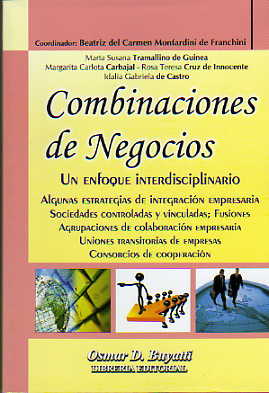 Coordinador: Beatriz del Carmen Monfardini de Franchini
Marta Susana Tramallino de Guinea
Margarita Carlota Carbajal - Rosa Teresa Cruz de Innocente
Idalia Gabriela de Castro
Combinaciones
de Negocios
Un enfoque interdisciplinario
Algunas estrategias de integración empresaria
Sociedades controladas y vinculadas; Fusiones
Agrupaciones de colaboración empresaria
Uniones transitorias de empresas
Consorcios de cooperación
Osmar D. Buyatti
LIBRERIA EDITORIAL